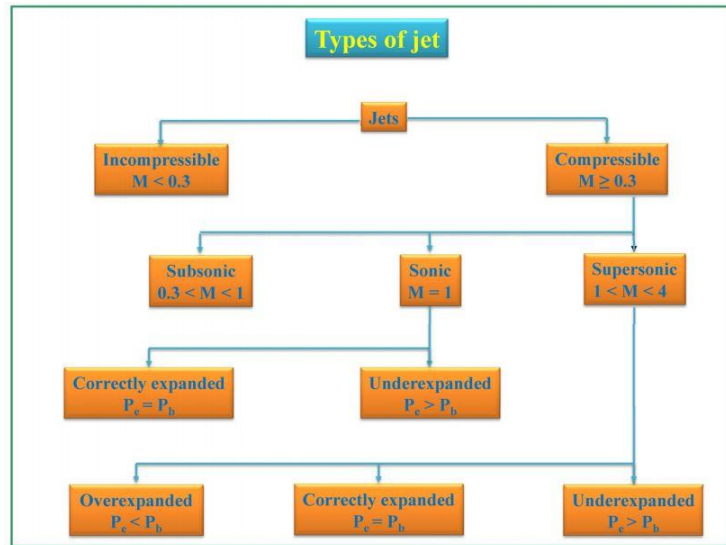 Types of jet
Jets
Incompressible
M < 0.3
Compressible
M ≥ 0.3
Subsonic
0.3 < M < 1
Sonic
M = 1
Supersonic
1 < M < 4
Correctly expanded
Pe = Pb
Underexpanded
Pe > Pb
Overexpanded
Pe < Pb
Correctly expanded
Pe = Pb
Underexpanded
Pe > Pb